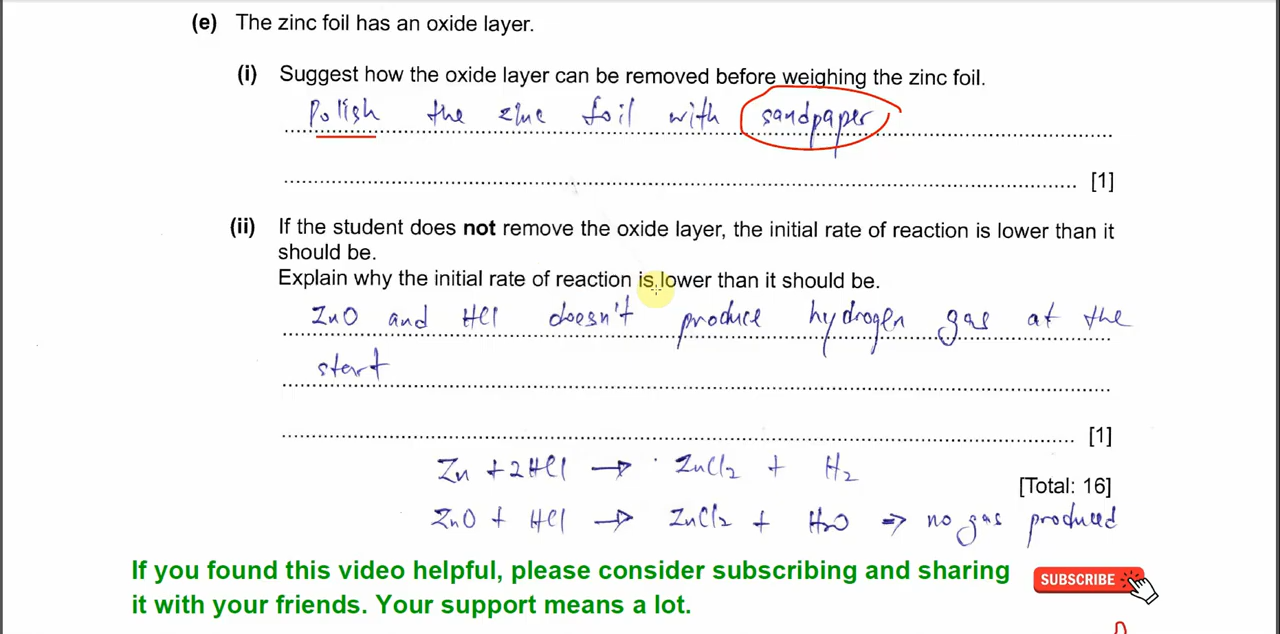 (e) The zinc foil has an oxide layer.
(i) Suggest how the oxide layer can be removed before weighing the zinc foil.
Polish the zinc foil with sandpaper
[1]
(ii) If the student does not remove the oxide layer, the initial rate of reaction is lower than it
should be.
Explain why the initial rate of reaction is lower than it should be.
ZnO and HCl doesn't produce hydrogen gas at the
start
[1]
Zn + 2HCl → ZnCl2 + H2
[Total: 16]
ZnO + HCl → ZnCl2 + H2O ⇒ no gas produced
If you found this video helpful, please consider subscribing and sharing
it with your friends. Your support means a lot.
SUBSCRIBE